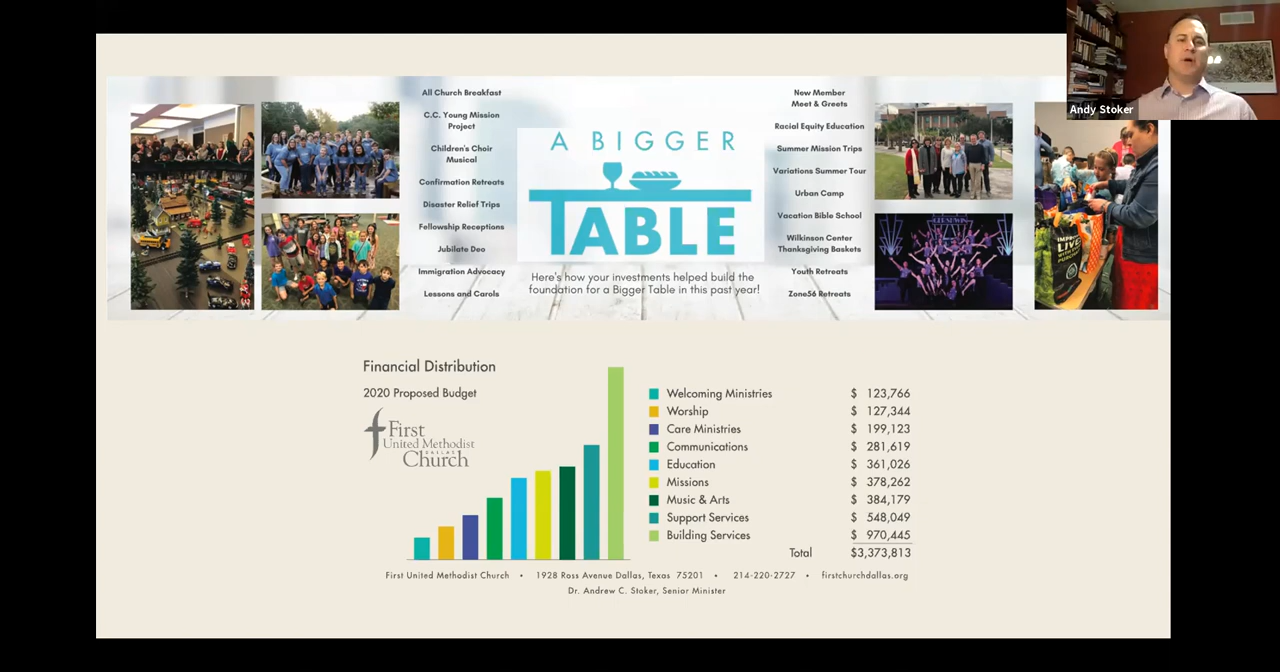 Andy Stoker
All Church Breakfast
C.C. Young Mission
Project
Children's Choir
Musical
Confirmation Retreats
Disaster Relief Trips
Fellowship Receptions
Jubilate Deo
Immigration Advocacy
Lessons and Carols
A BIGGER
TABLE
Here's how your investments helped build the
foundation for a Bigger Table in this past year!
New Member
Meet & Greets
Racial Equity Education
Summer Mission Trips
Variations Summer Tour
Urban Camp
Vacation Bible School
Wilkinson Center
Thanksgiving Baskets
Youth Retreats
Zone56 Retreats
Financial Distribution
2020 Proposed Budget
First
United Methodist
DALLAS
Church
Welcoming Ministries $ 123,766
Worship $ 127,344
Care Ministries $ 199,123
Communications $ 281,619
Education $ 361,026
Missions $ 378,262
Music & Arts $ 384,179
Support Services $ 548,049
Building Services $ 970,445
Total $3,373,813
First United Methodist Church • 1928 Ross Avenue Dallas, Texas 75201 • 214-220-2727 • firstchurchdallas.org
Dr. Andrew C. Stoker, Senior Minister